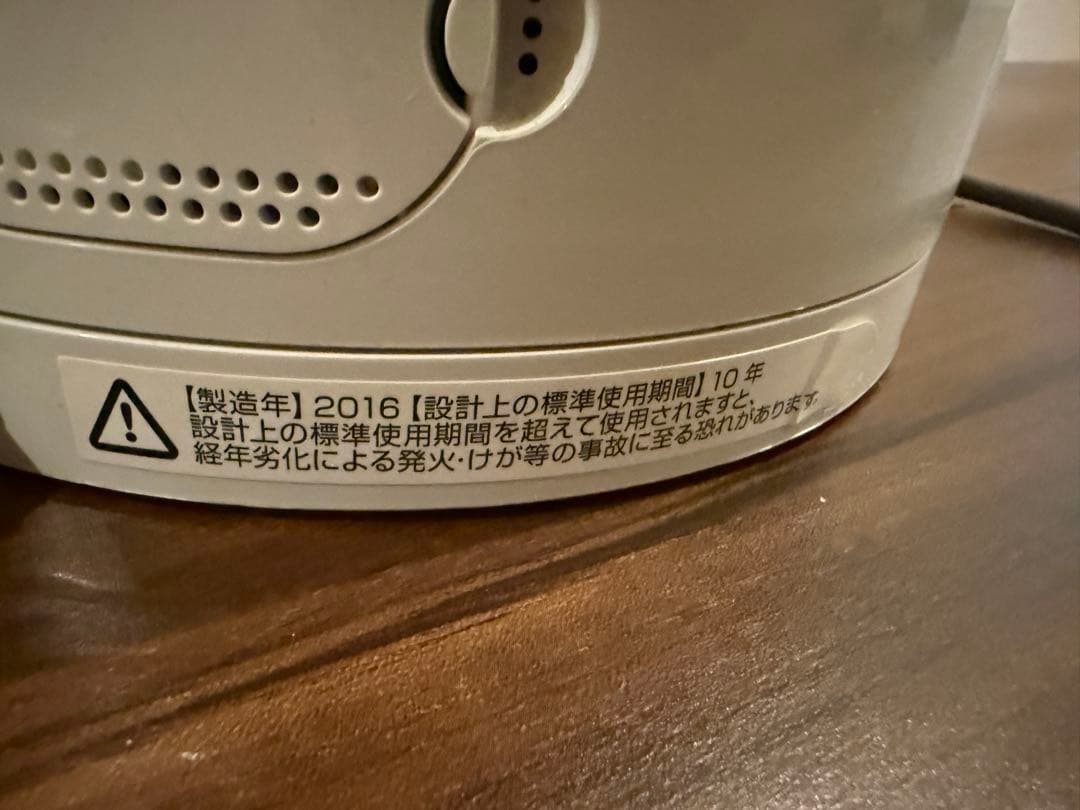 【製造年】2016【設計上の標準使用期間】10年
設計上の標準使用期間を超えて使用されますと、
経年劣化による発火・けが等の事故に至る恐れがあります。